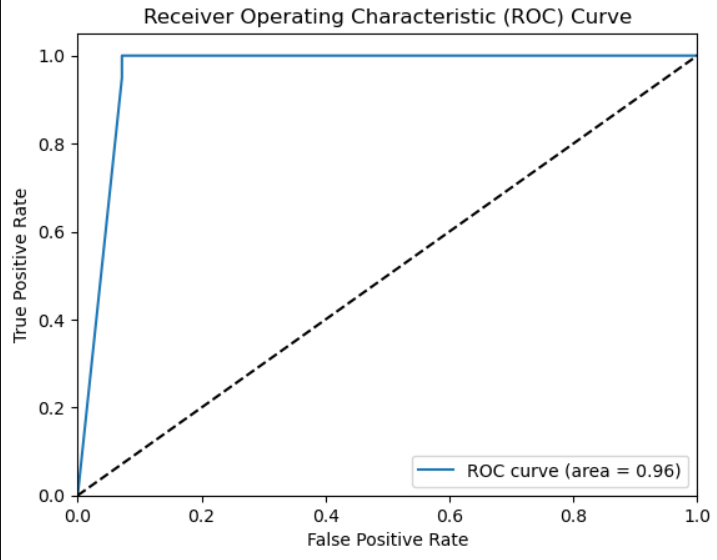 Receiver Operating Characteristic (ROC) Curve
1.0
0.8
0.6
0.4
0.2
0.0
True Positive Rate
0.0 0.2 0.4 0.6 0.8 1.0
False Positive Rate
ROC curve (area = 0.96)